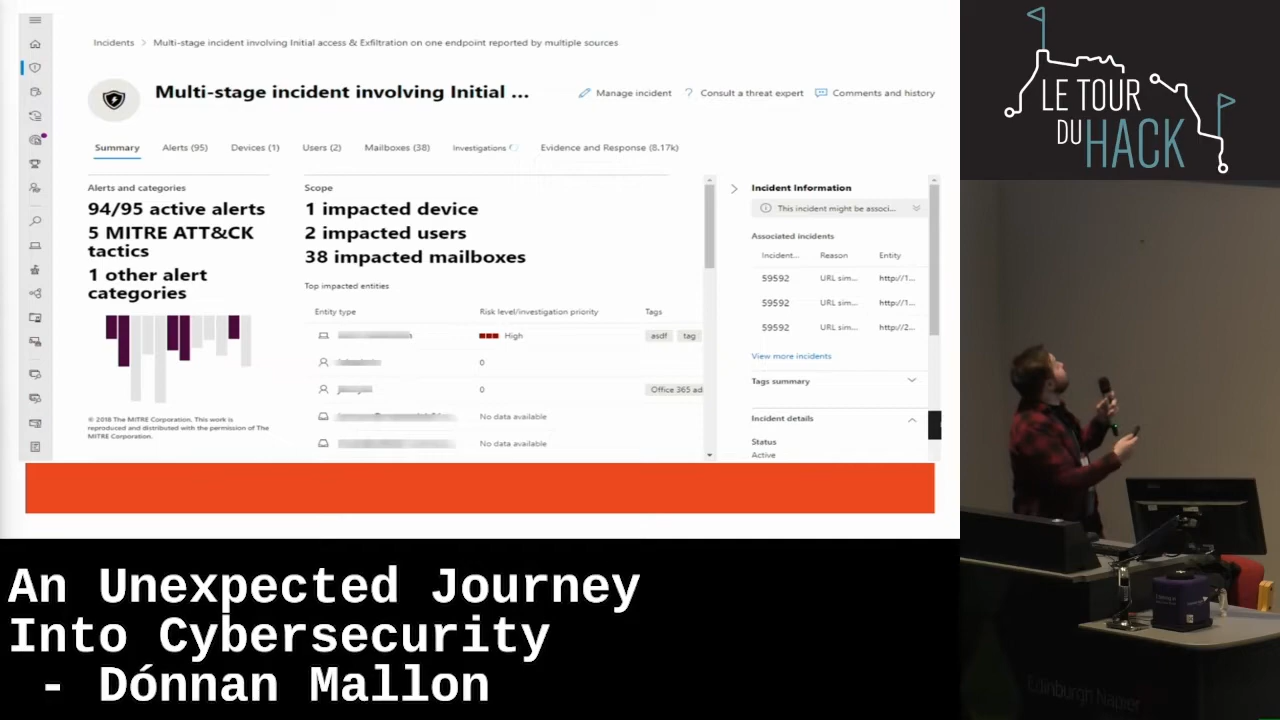 Incidents > Multi-stage incident involving Initial access & Exfiltration on one endpoint reported by multiple sources
Multi-stage incident involving Initial ...
Manage incident
? Consult a threat expert
Comments and history
Summary
Alerts (95)
Devices (1)
Users (2)
Mailboxes (38)
Investigations
Evidence and Response (8.17k)
Alerts and categories
94/95 active alerts
5 MITRE ATT&CK
tactics
1 other alert
categories
© 2018 The MITRE Corporation. This work is
reproduced and distributed with the permission of The
MITRE Corporation.
Scope
1 impacted device
2 impacted users
38 impacted mailboxes
Top impacted entities
Entity type Risk level/investigation priority Tags
High asdf tag
0
0 Office 365 ad
No data available
No data available
Incident Information
This incident might be associ...
Associated incidents
Incident... Reason Entity
59592 URL sim... http://1...
59592 URL sim... http://1...
59592 URL sim... http://2...
View more incidents
Tags summary
Incident details
Status
Active
LE TOUR
DU HACK
Edinburgh Napier
An Unexpected Journey
Into Cybersecurity
- Dónnan Mallon